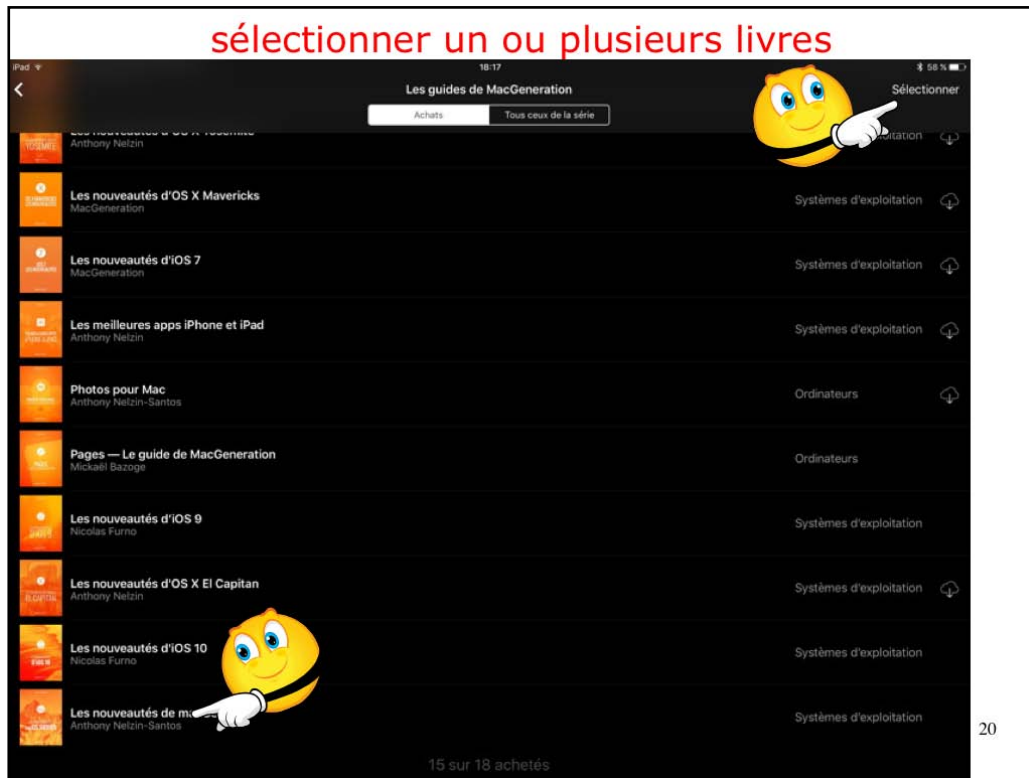 sélectionner un ou plusieurs livres
iPad 18:17 58 %
Les guides de MacGeneration Sélectionner
Achats Tous ceux de la série
Anthony Nelzin
Les nouveautés d'OS X Mavericks
MacGeneration
Systèmes d'exploitation
Les nouveautés d'iOS 7
MacGeneration
Systèmes d'exploitation
Les meilleures apps iPhone et iPad
Anthony Nelzin
Systèmes d'exploitation
Photos pour Mac
Anthony Nelzin-Santos
Ordinateurs
Pages — Le guide de MacGeneration
Mickaël Bazoge
Ordinateurs
Les nouveautés d'iOS 9
Nicolas Furno
Systèmes d'exploitation
Les nouveautés d'OS X El Capitan
Anthony Nelzin
Systèmes d'exploitation
Les nouveautés d'iOS 10
Nicolas Furno
Systèmes d'exploitation
Les nouveautés de
Anthony Nelzin-Santos
Systèmes d'exploitation
15 sur 18 achetés
20